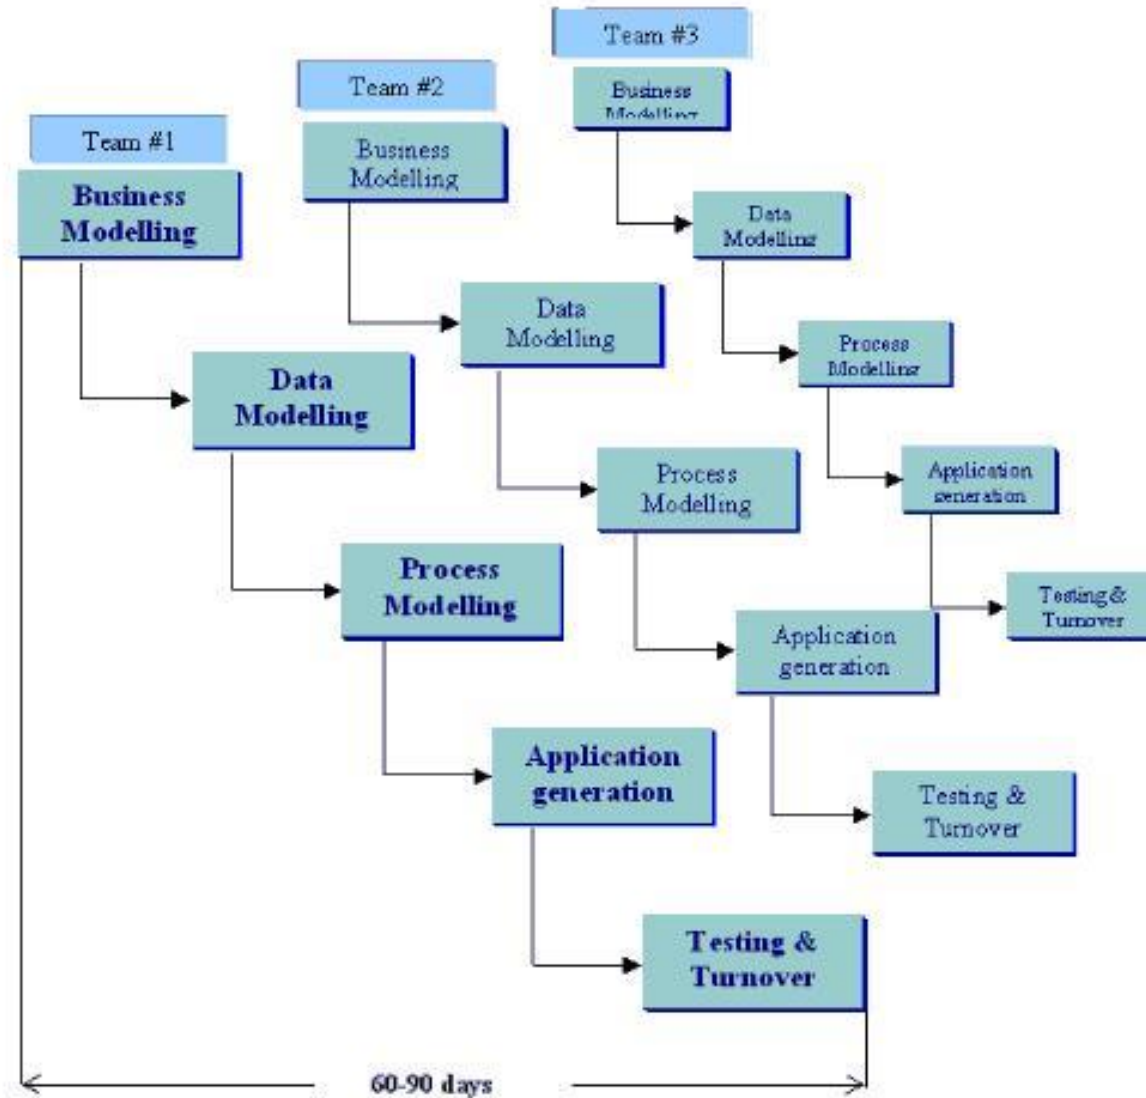 Team #1
Business
Modelling
Data
Modelling
Process
Modelling
Application
generation
Testing &
Turnover
Team #2
Business
Modelling
Data
Modelling
Process
Modelling
Application
generation
Testing &
Turnover
Team #3
Business
Modelling
Data
Modelling
Process
Modelling
Application
generation
Testing &
Turnover
60-90 days